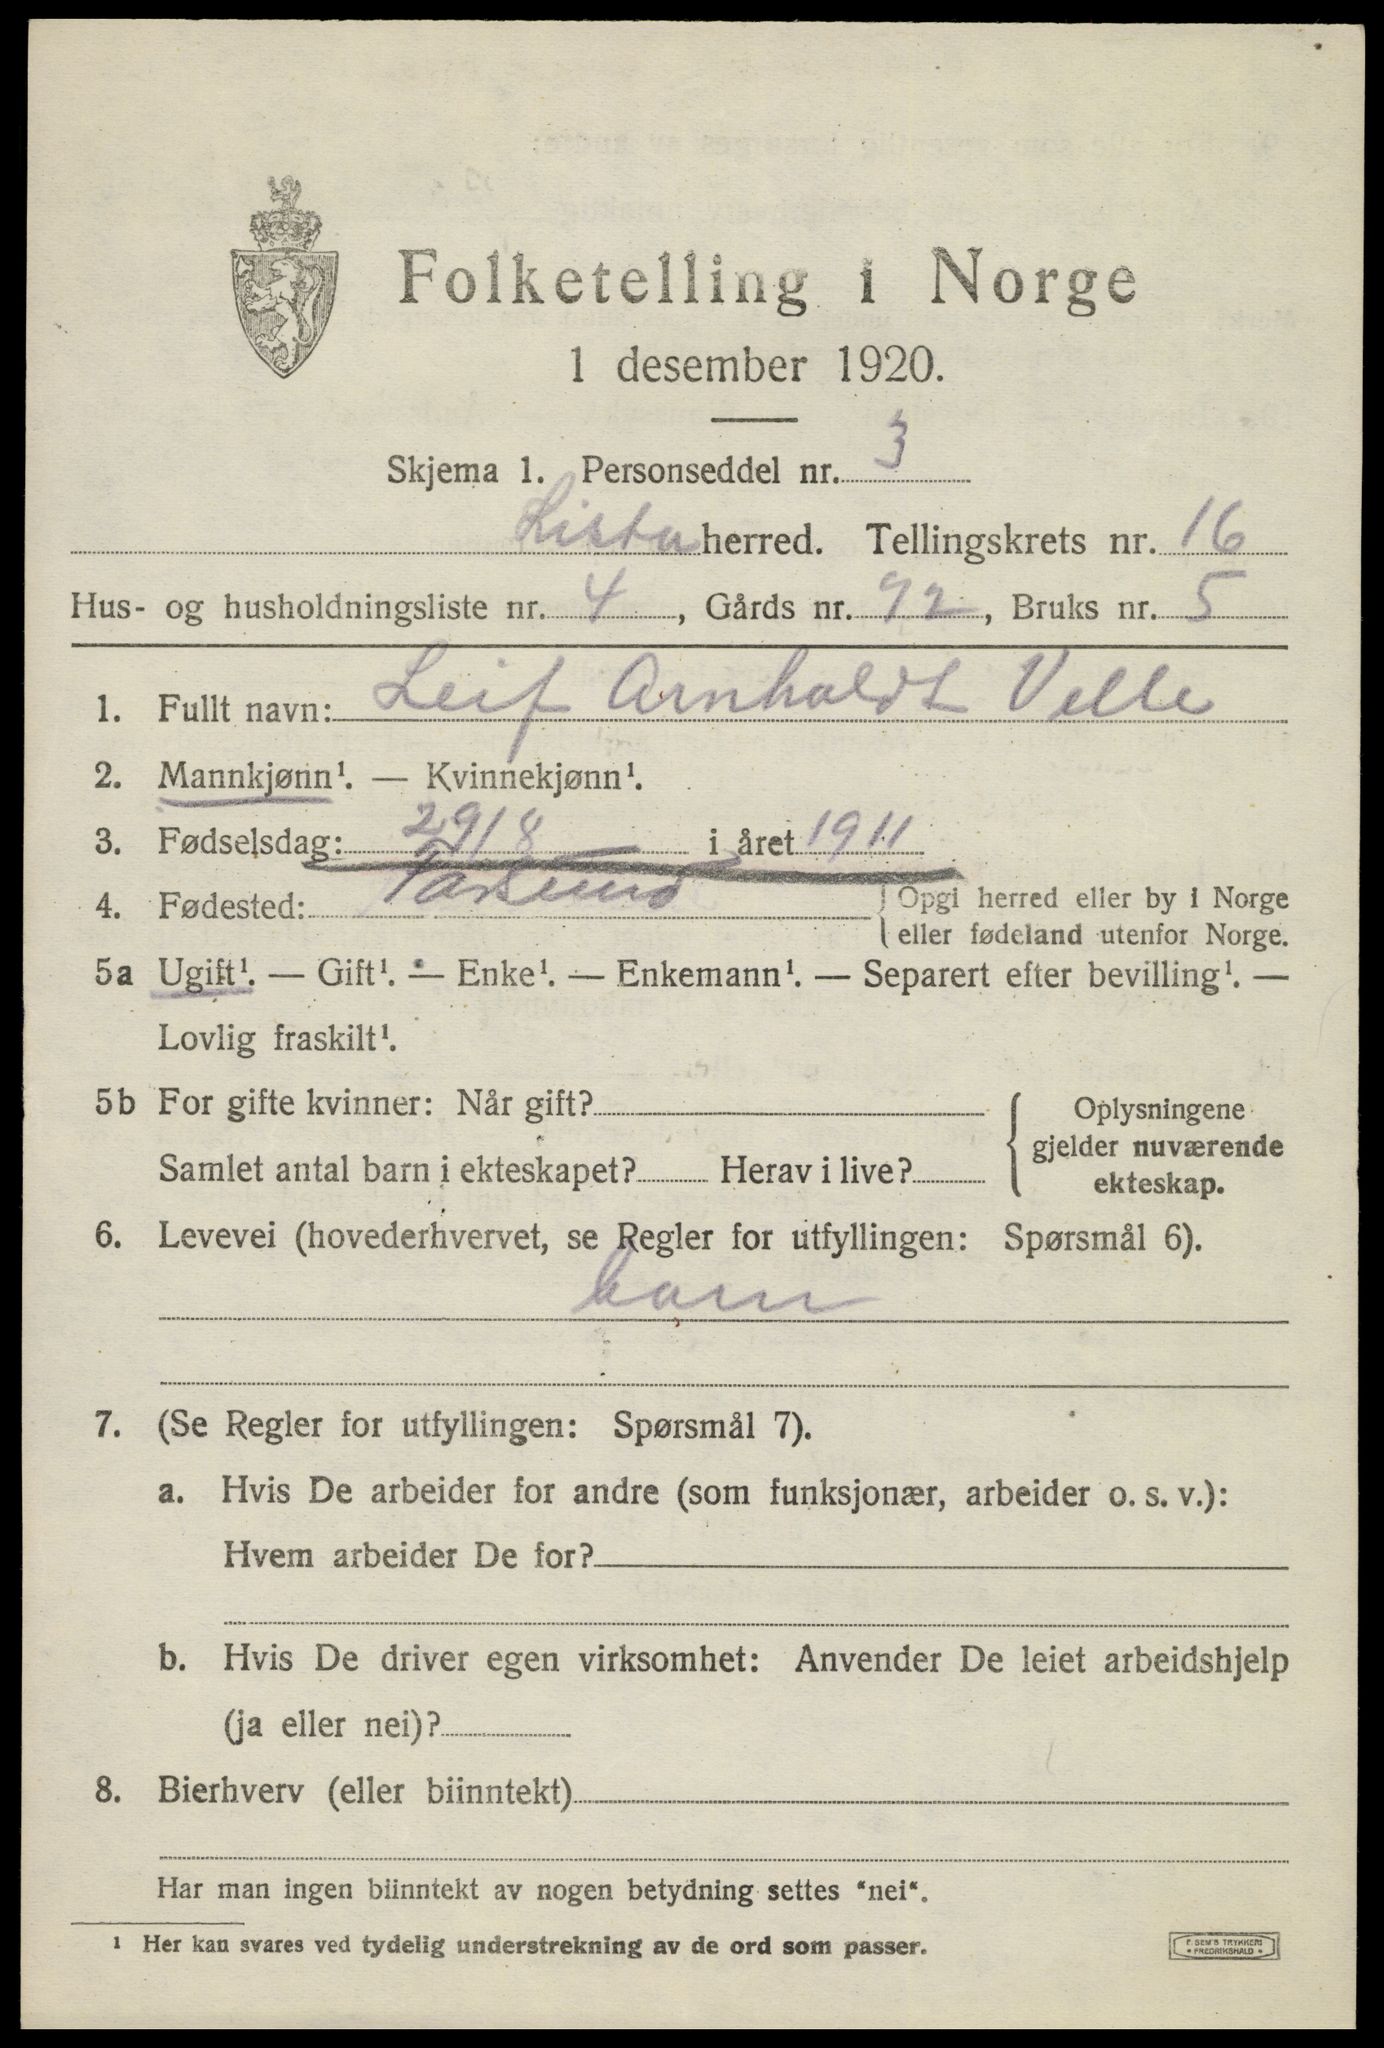 Folketelling i Norge
1 desember 1920.
Skjema 1. Personseddel nr. 3
Lista herred. Tellingskrets nr. 16
Hus- og husholdningsliste nr. 4, Gårds nr. 92, Bruks nr. 5
1. Fullt navn: Leif Arnholdt Velle
2. Mannkjønn¹. — Kvinnekjønn¹.
3. Fødselsdag: 29/8 i året 1911
4. Fødested: Farsund
{ Opgi herred eller by i Norge
eller fødeland utenfor Norge.
5a Ugift¹. — Gift¹. — Enke¹. — Enkemann¹. — Separert efter bevilling¹. —
Lovlig fraskilt¹.
5b For gifte kvinner: Når gift?
Samlet antal barn i ekteskapet? Herav i live?
{ Oplysningene
gjelder nuværende
ekteskap.
6. Levevei (hovederhvervet, se Regler for utfyllingen: Spørsmål 6).
barn
7. (Se Regler for utfyllingen: Spørsmål 7).
a. Hvis De arbeider for andre (som funksjonær, arbeider o. s. v.):
Hvem arbeider De for?
b. Hvis De driver egen virksomhet: Anvender De leiet arbeidshjelp
(ja eller nei)?
8. Bierhverv (eller biinntekt)
Har man ingen biinntekt av nogen betydning settes "nei".
¹ Her kan svares ved tydelig understrekning av de ord som passer.
F. SEM'S TRYKKERI
• FREDRIKSHALD •